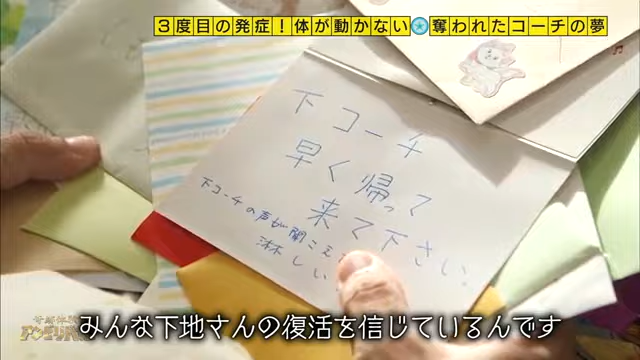 3度目の発症!体が動かない 奪われたコーチの夢
下コーチ
早く帰って
来て下さい。
下コーチの声が聞こえ
淋しい
みんな下地さんの復活を信じているんです